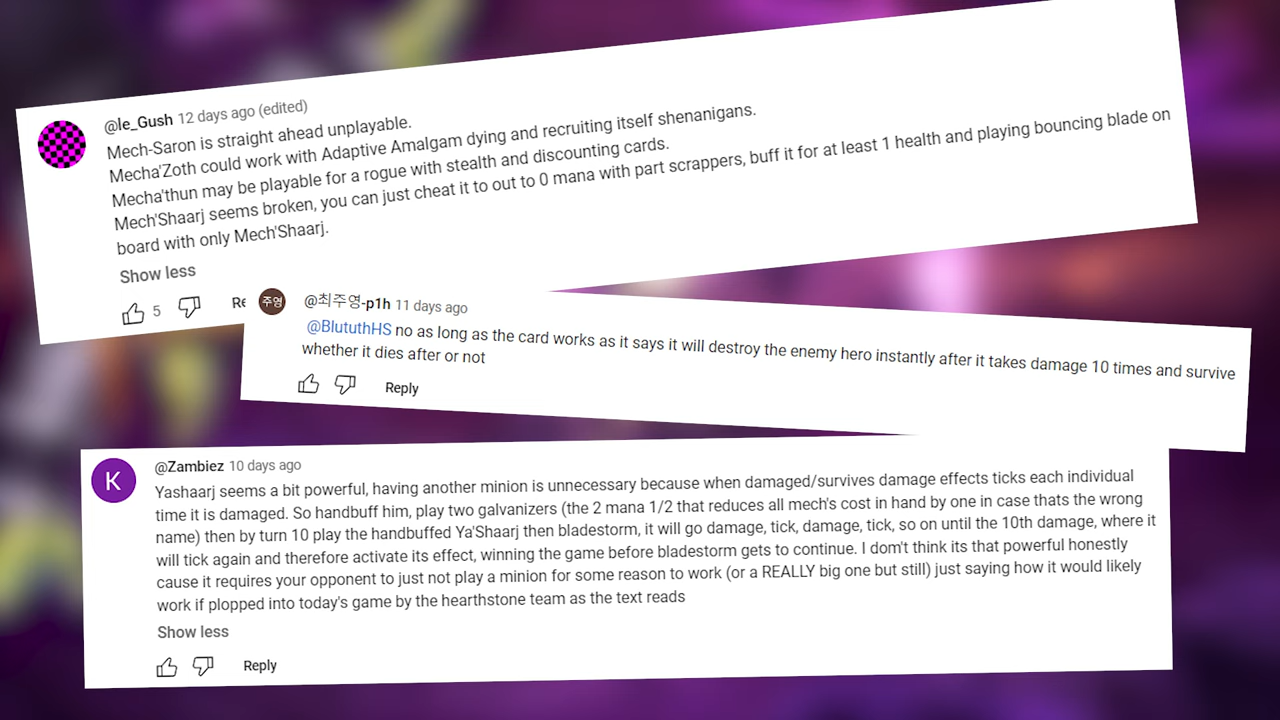 @le_Gush 12 days ago (edited)
Mech-Saron is straight ahead unplayable.
Mecha'Zoth could work with Adaptive Amalgam dying and recruiting itself shenanigans.
Mecha'thun may be playable for a rogue with stealth and discounting cards.
Mech'Shaarj seems broken, you can just cheat it to out to 0 mana with part scrappers, buff it for at least 1 health and playing bouncing blade on
board with only Mech'Shaarj.
Show less
5 Re
주영 @최주영-p1h 11 days ago
@BlututhHS no as long as the card works as it says it will destroy the enemy hero instantly after it takes damage 10 times and survive
whether it dies after or not
Reply
K @Zambiez 10 days ago
Yashaarj seems a bit powerful, having another minion is unnecessary because when damaged/survives damage effects ticks each individual
time it is damaged. So handbuff him, play two galvanizers (the 2 mana 1/2 that reduces all mech's cost in hand by one in case thats the wrong
name) then by turn 10 play the handbuffed Ya'Shaarj then bladestorm, it will go damage, tick, damage, tick, so on until the 10th damage, where it
will tick again and therefore activate its effect, winning the game before bladestorm gets to continue. I don't think its that powerful honestly
cause it requires your opponent to just not play a minion for some reason to work (or a REALLY big one but still) just saying how it would likely
work if plopped into today's game by the hearthstone team as the text reads
Show less
Reply